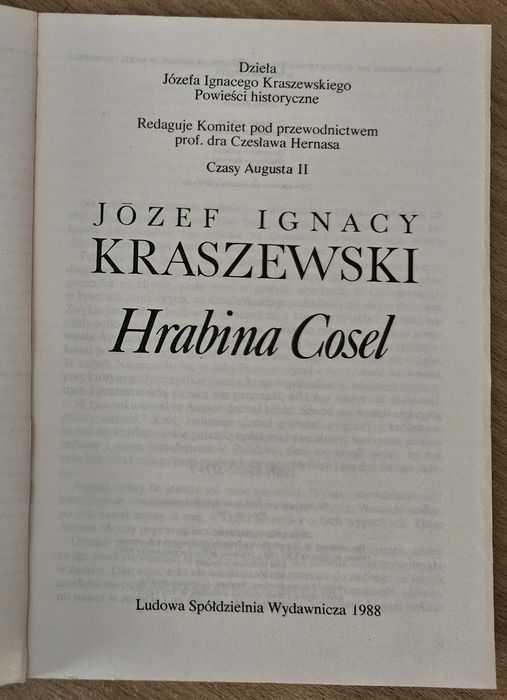 Dzieła
Józefa Ignacego Kraszewskiego
Powieści historyczne
Redaguje Komitet pod przewodnictwem
prof. dra Czesława Hernasa
Czasy Augusta II
JÓZEF IGNACY
KRASZEWSKI
Hrabina Cosel
Ludowa Spółdzielnia Wydawnicza 1988